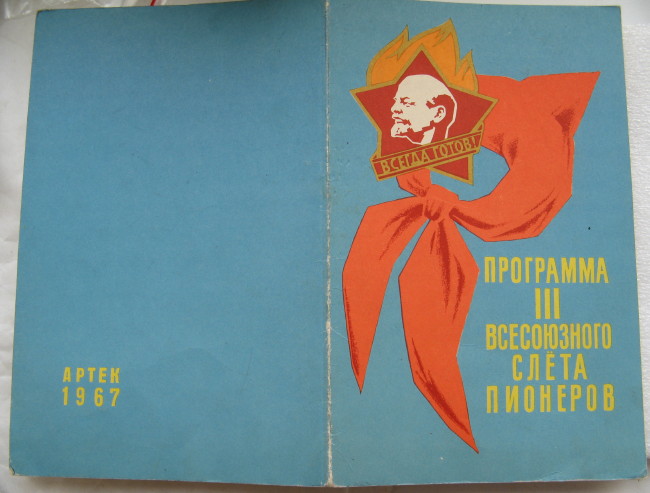 ВСЕГДА ГОТОВ!
ПРОГРАММА
III
ВСЕСОЮЗНОГО
СЛЁТА
ПИОНЕРОВ
АРТЕК
1967